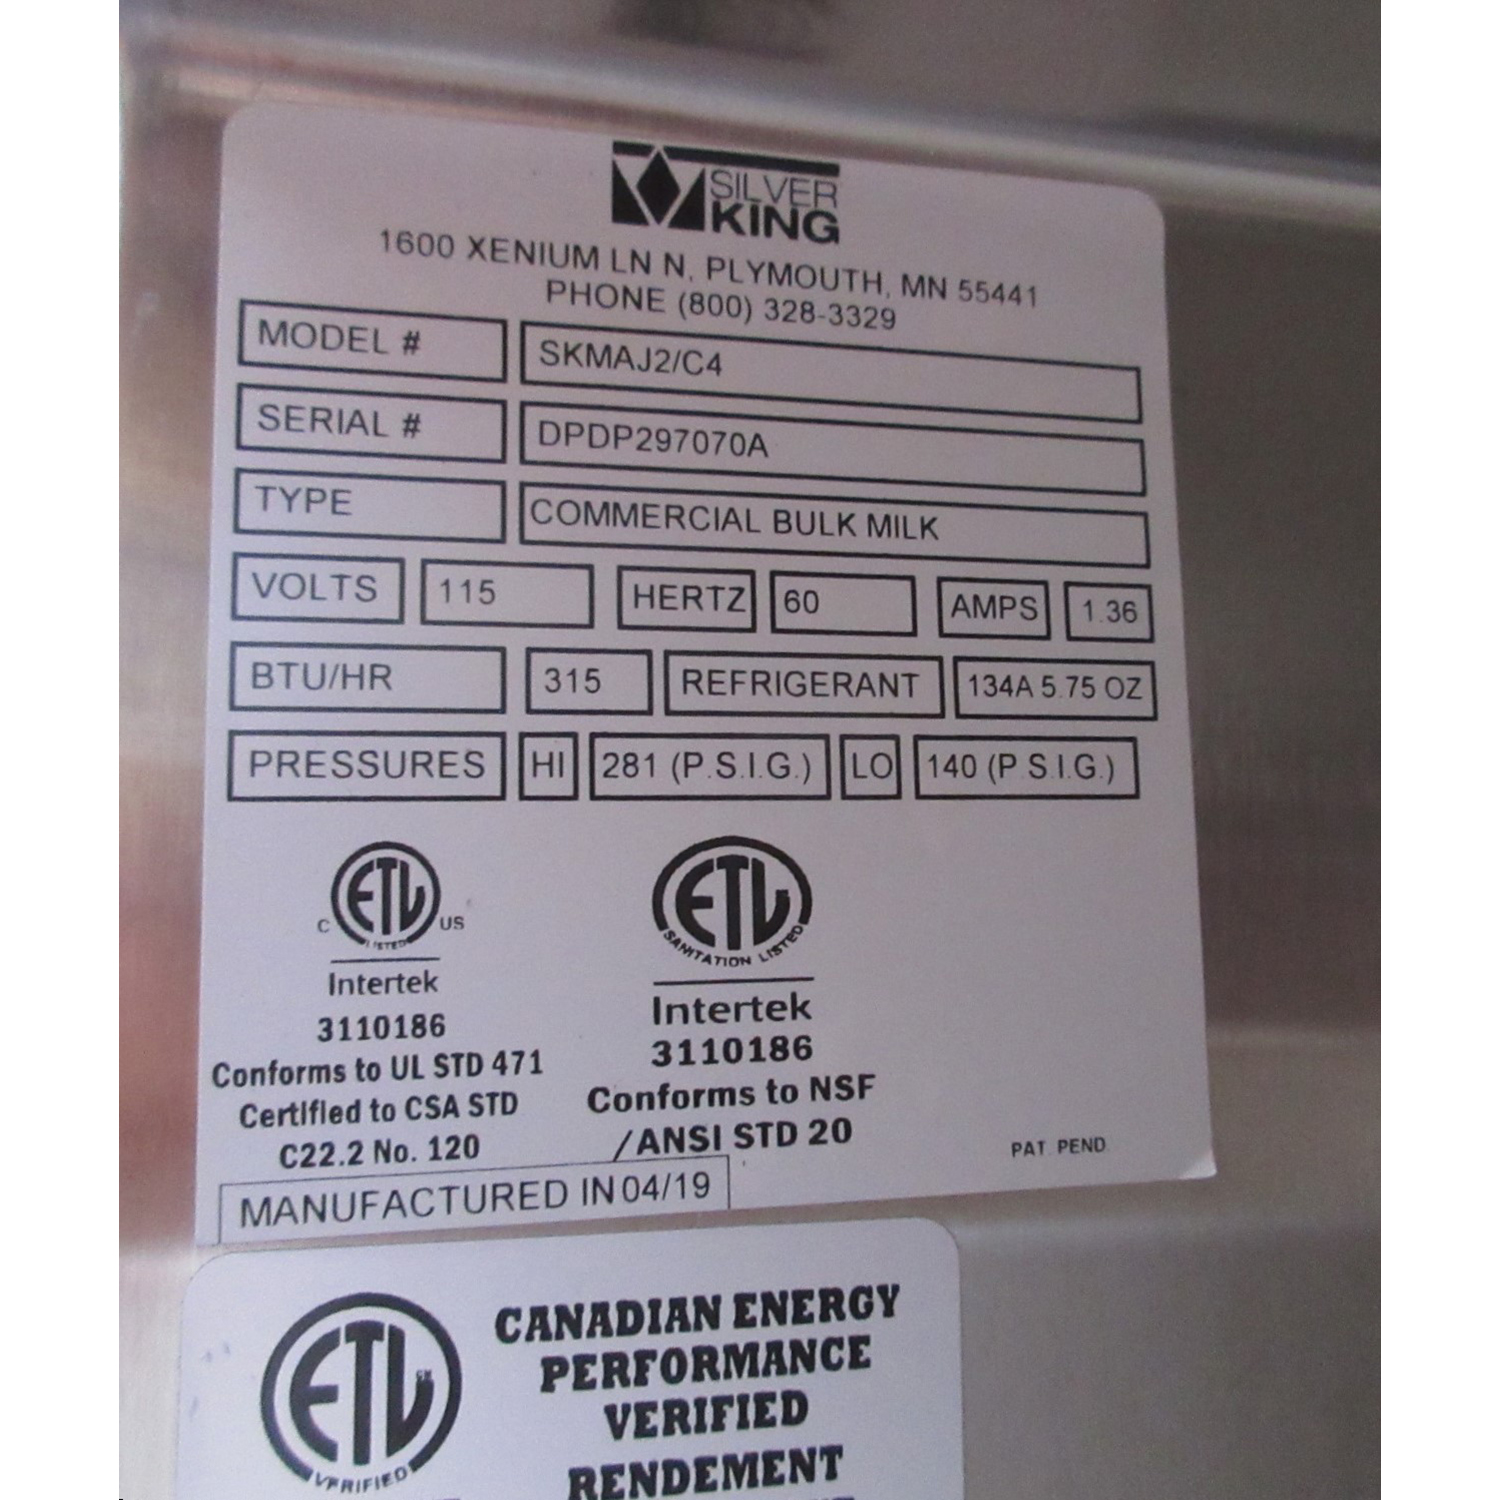 SILVER
KING
1600 XENIUM LN N, PLYMOUTH, MN 55441
PHONE (800) 328-3329
MODEL # SKMAJ2/C4
SERIAL # DPDP297070A
TYPE COMMERCIAL BULK MILK
VOLTS 115 HERTZ 60 AMPS 1.36
BTU/HR 315 REFRIGERANT 134A 5.75 OZ
PRESSURES HI 281 (P.S.I.G.) LO 140 (P.S.I.G.)
C ETL US
LISTED
Intertek
3110186
Conforms to UL STD 471
Certified to CSA STD
C22.2 No. 120
ETL
SANITATION LISTED
Intertek
3110186
Conforms to NSF
/ANSI STD 20
PAT. PEND.
MANUFACTURED IN 04/19
ETL
VERIFIED
CANADIAN ENERGY
PERFORMANCE
VERIFIED
RENDEMENT